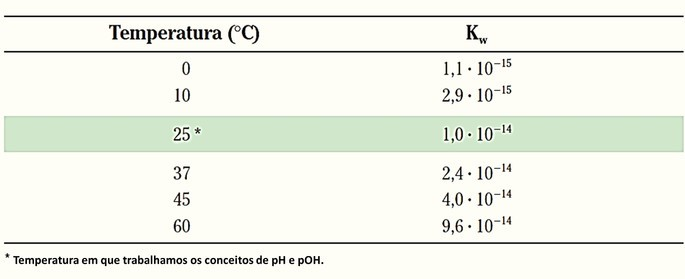 Temperatura (°C) K_w
0 1,1 · 10⁻¹⁵
10 2,9 · 10⁻¹⁵
25 * 1,0 · 10⁻¹⁴
37 2,4 · 10⁻¹⁴
45 4,0 · 10⁻¹⁴
60 9,6 · 10⁻¹⁴
* Temperatura em que trabalhamos os conceitos de pH e pOH.